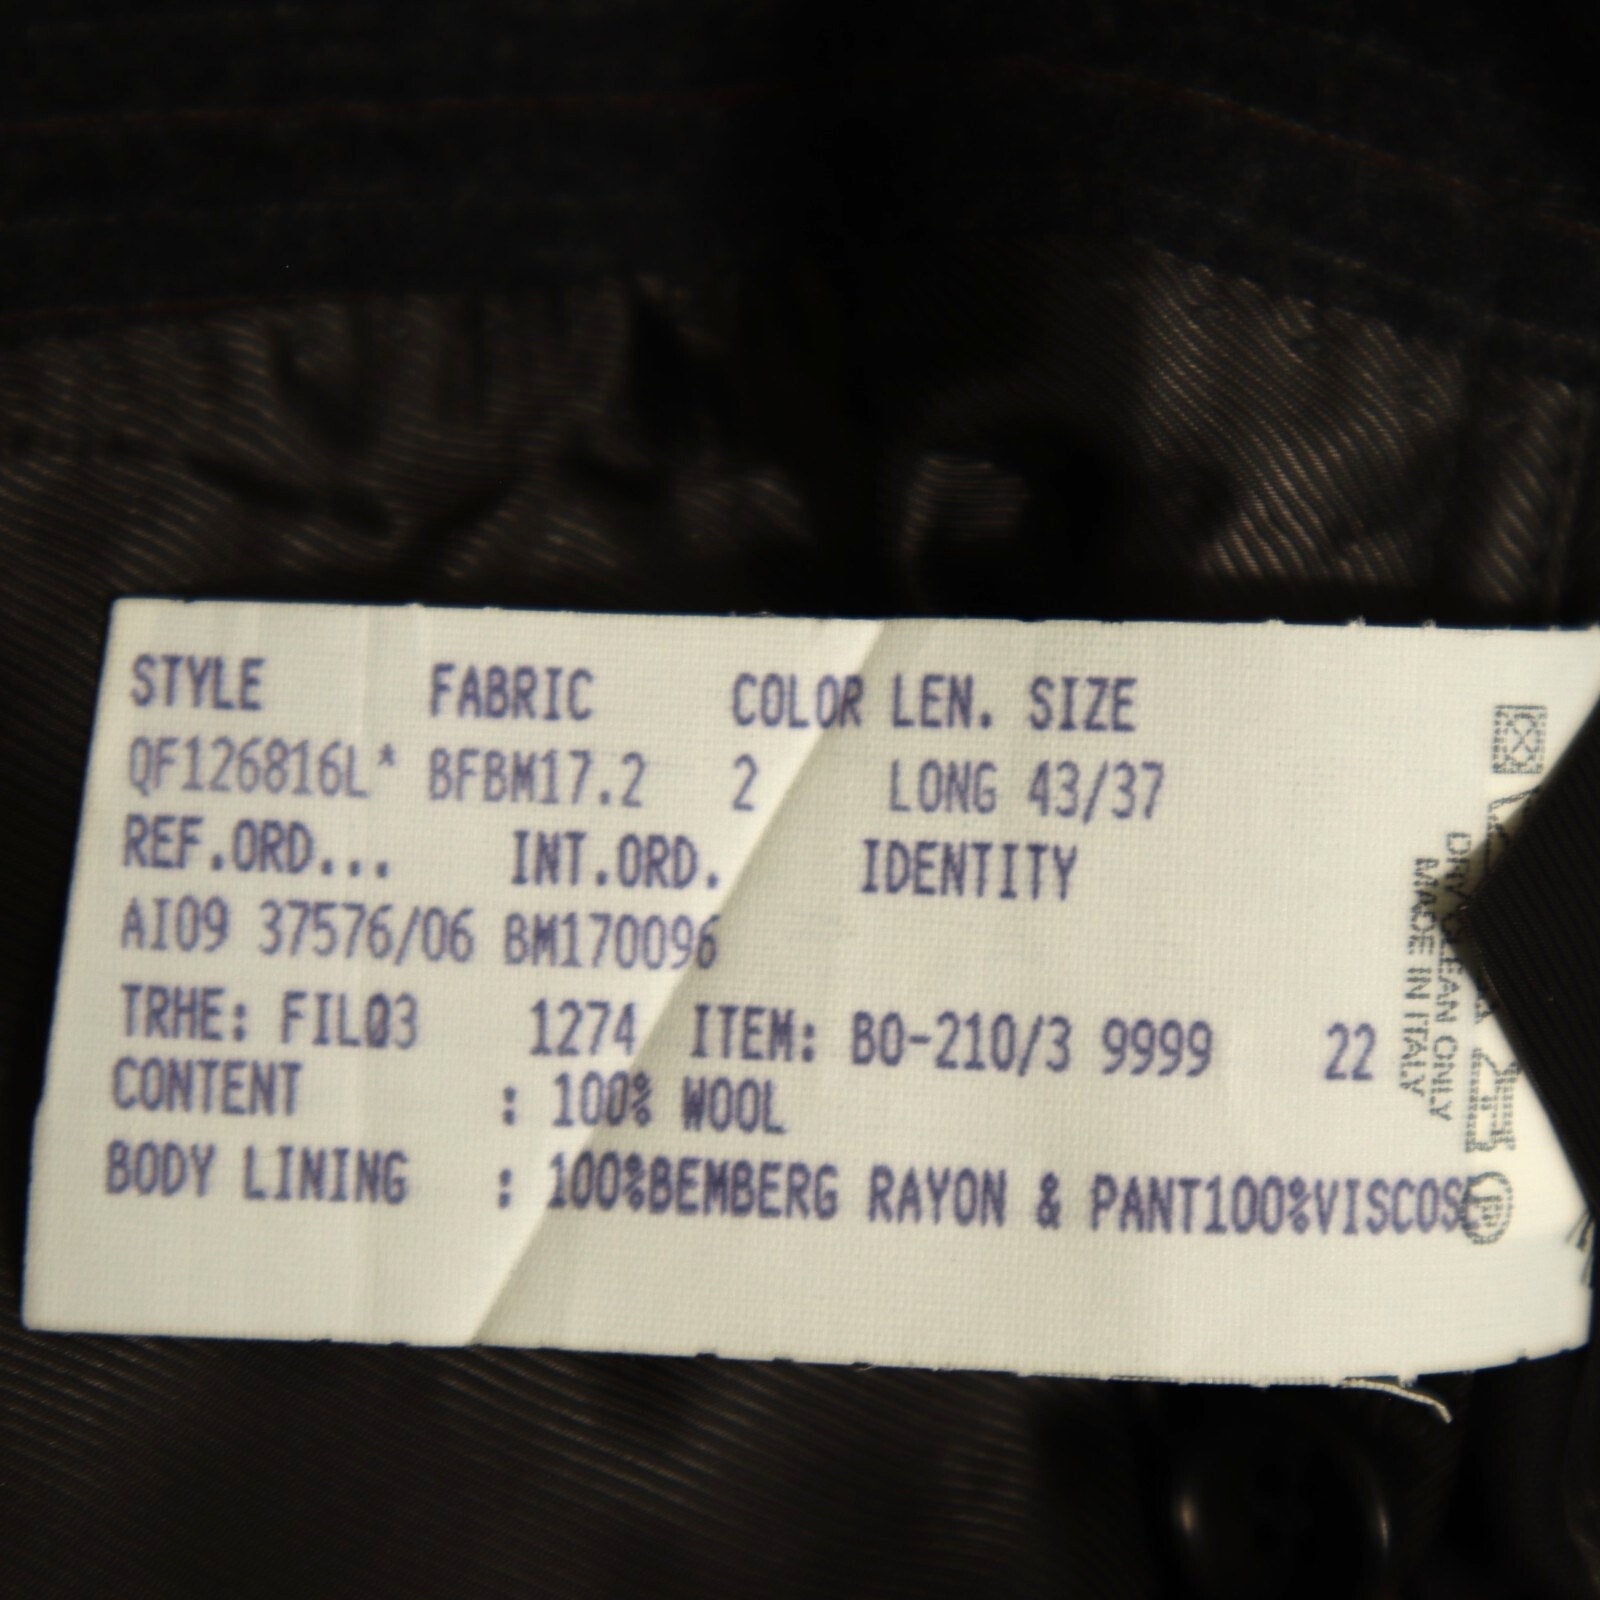 STYLE FABRIC COLOR LEN. SIZE
QF126816L* BFBM17.2 2 LONG 43/37
REF.ORD... INT.ORD. IDENTITY
AI09 37576/06 BM170096
TRHE: FILØ3 1274 ITEM: BO-210/3 9999 22
CONTENT : 100% WOOL
BODY LINING : 100%BEMBERG RAYON & PANT100%VISCOSE
DRY CLEAN ONLY
MADE IN ITALY